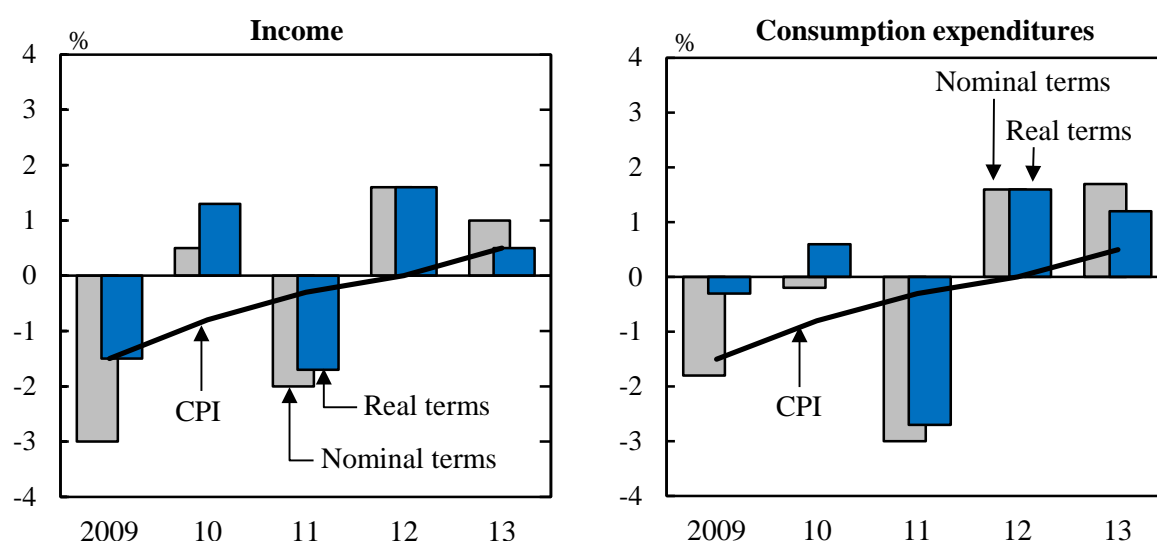 Income
%
4
3
2
1
0
-1
-2
-3
-4
CPI
Real terms
Nominal terms
2009 10 11 12 13
Consumption expenditures
%
4
3
2
1
0
-1
-2
-3
-4
Nominal terms
Real terms
CPI
2009 10 11 12 13